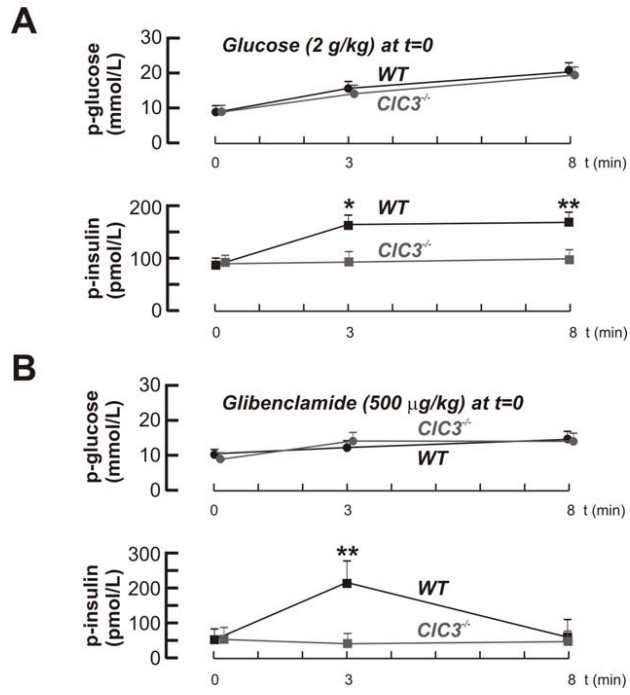 A
Glucose (2 g/kg) at t=0
p-glucose
(mmol/L)
30
20
10
0
WT
ClC3-/-
0 3 8 t (min)
p-insulin
(pmol/L)
200
100
0
*
WT
**
ClC3-/-
0 3 8 t (min)
B
Glibenclamide (500 µg/kg) at t=0
p-glucose
(mmol/L)
30
20
10
0
ClC3-/-
WT
0 3 8 t (min)
p-insulin
(pmol/L)
300
200
100
0
**
WT
ClC3-/-
0 3 8 t (min)